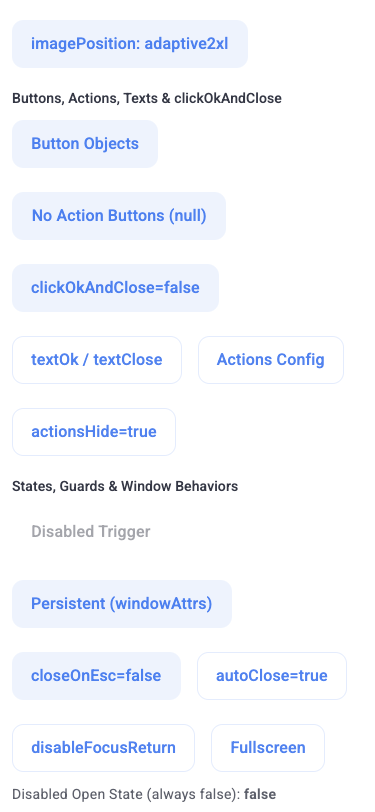 imagePosition: adaptive2xl
Buttons, Actions, Texts & clickOkAndClose
Button Objects
No Action Buttons (null)
clickOkAndClose=false
textOk / textClose
Actions Config
actionsHide=true
States, Guards & Window Behaviors
Disabled Trigger
Persistent (windowAttrs)
closeOnEsc=false
autoClose=true
disableFocusReturn
Fullscreen
Disabled Open State (always false): false